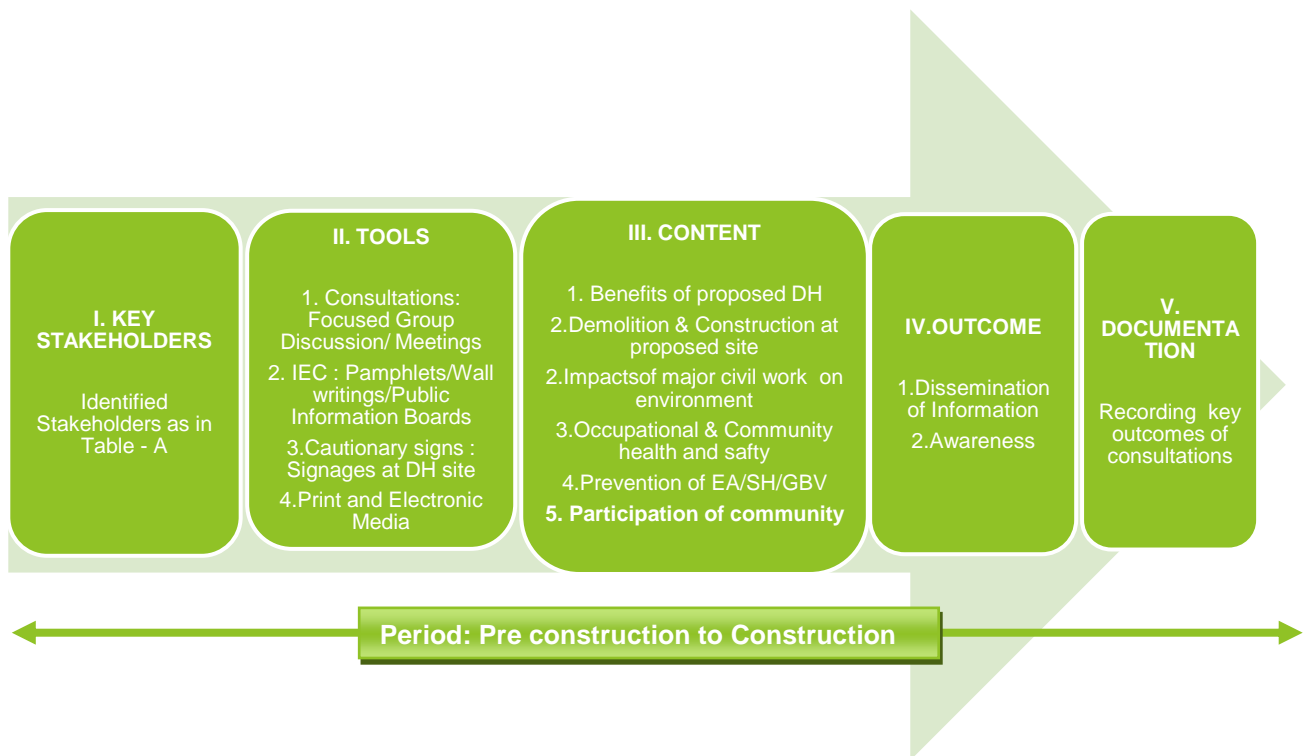 I. KEY
STAKEHOLDERS
Identified
Stakeholders as in
Table - A
II. TOOLS
1. Consultations:
Focused Group
Discussion/ Meetings
2. IEC : Pamphlets/Wall
writings/Public
Information Boards
3.Cautionary signs :
Signages at DH site
4.Print and Electronic
Media
III. CONTENT
1. Benefits of proposed DH
2.Demolition & Construction at
proposed site
2.Impactsof major civil work on
environment
3.Occupational & Community
health and safty
4.Prevention of EA/SH/GBV
5. Participation of community
IV.OUTCOME
1.Dissemination
of Information
2.Awareness
V.
DOCUMENTA
TION
Recording key
outcomes of
consultations
Period: Pre construction to Construction